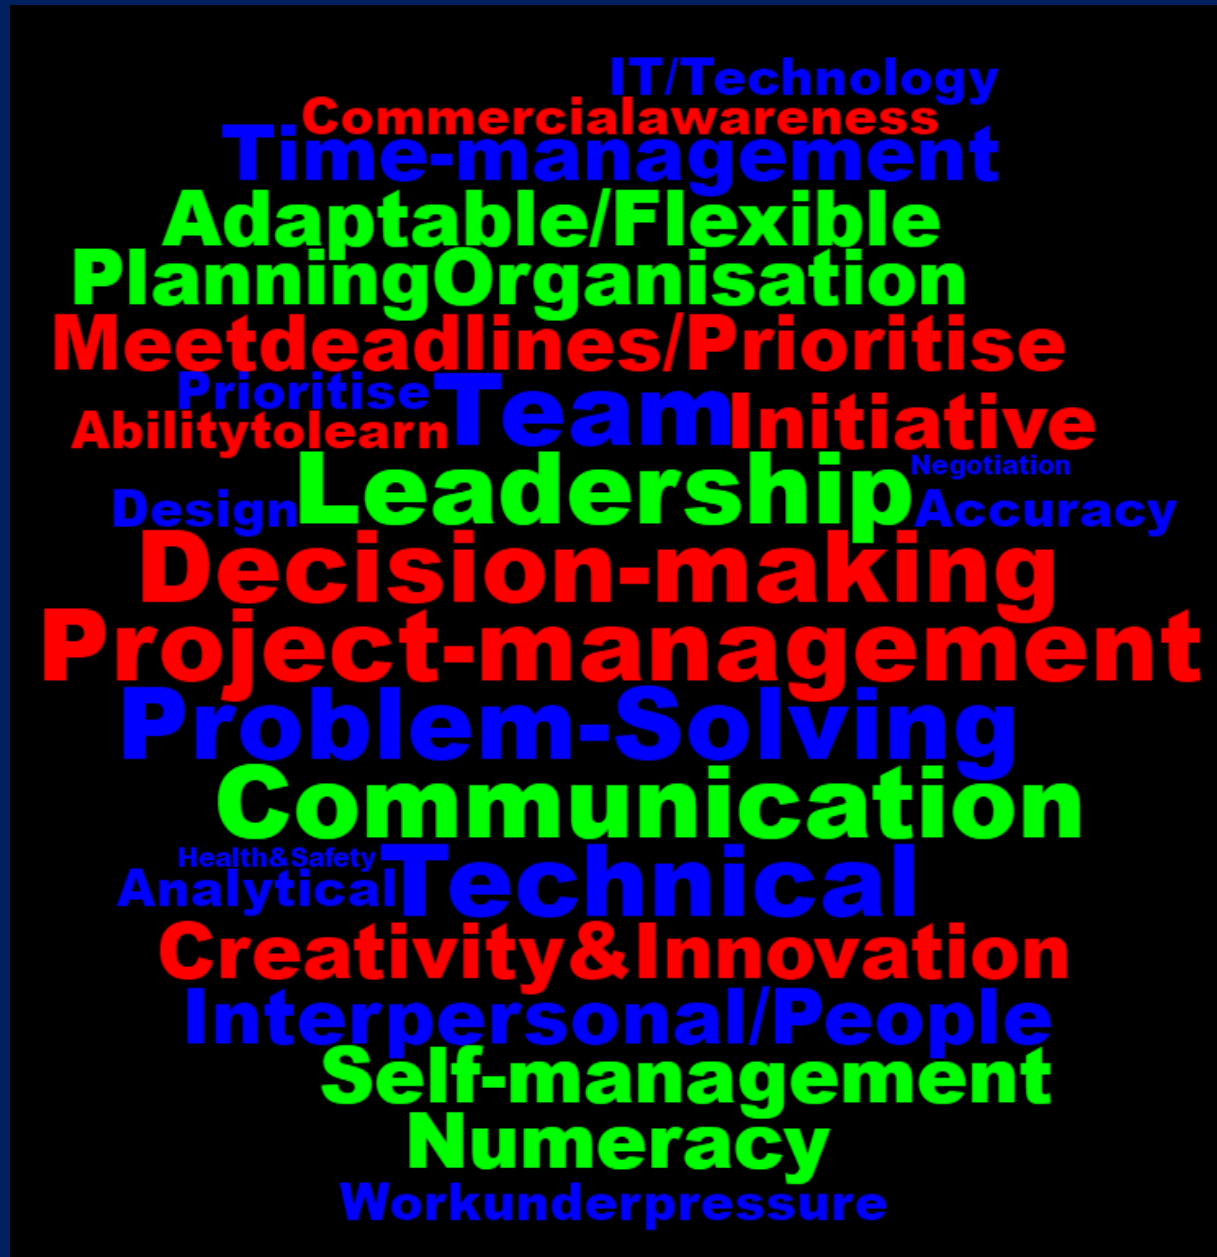 IT/Technology
Commercialawareness
Time-management
Adaptable/Flexible
PlanningOrganisation
Meetdeadlines/Prioritise
Prioritise
Abilitytolearn
Team
Initiative
Negotiation
Design
Leadership
Accuracy
Decision-making
Project-management
Problem-Solving
Communication
Health&Safety
Analytical
Technical
Creativity&Innovation
Interpersonal/People
Self-management
Numeracy
Workunderpressure